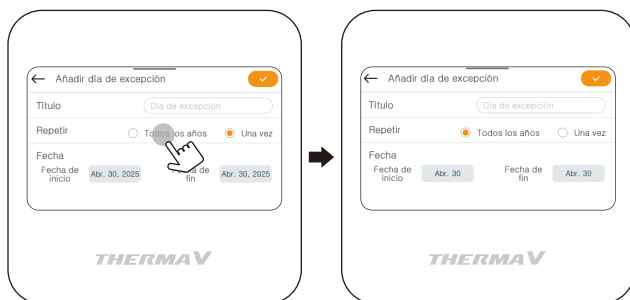 Añadir día de excepción
Título
Día de excepción
Repetir
Todos los años
Una vez
Fecha
Fecha de
inicio
Abr. 30, 2025
Fecha de
fin
Abr. 30, 2025
THERMAV
Añadir día de excepción
Título
Día de excepción
Repetir
Todos los años
Una vez
Fecha
Fecha de
inicio
Abr. 30
Fecha de
fin
Abr. 30
THERMAV